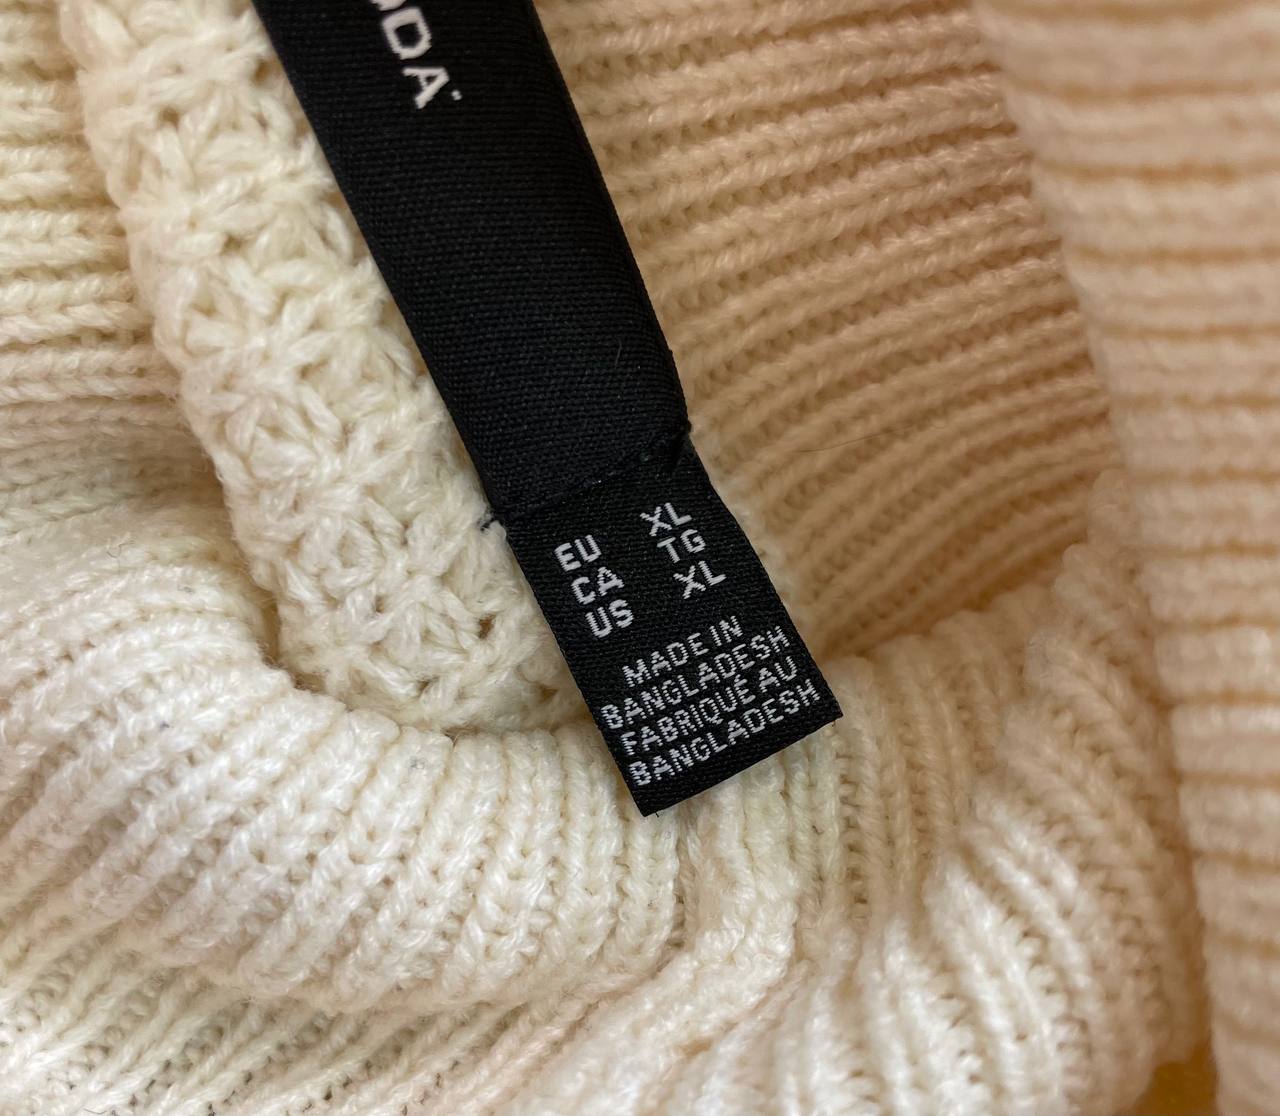 EU XL
CA TG
US XL
MADE IN
BANGLADESH
FABRIQUÉ AU
BANGLADESH